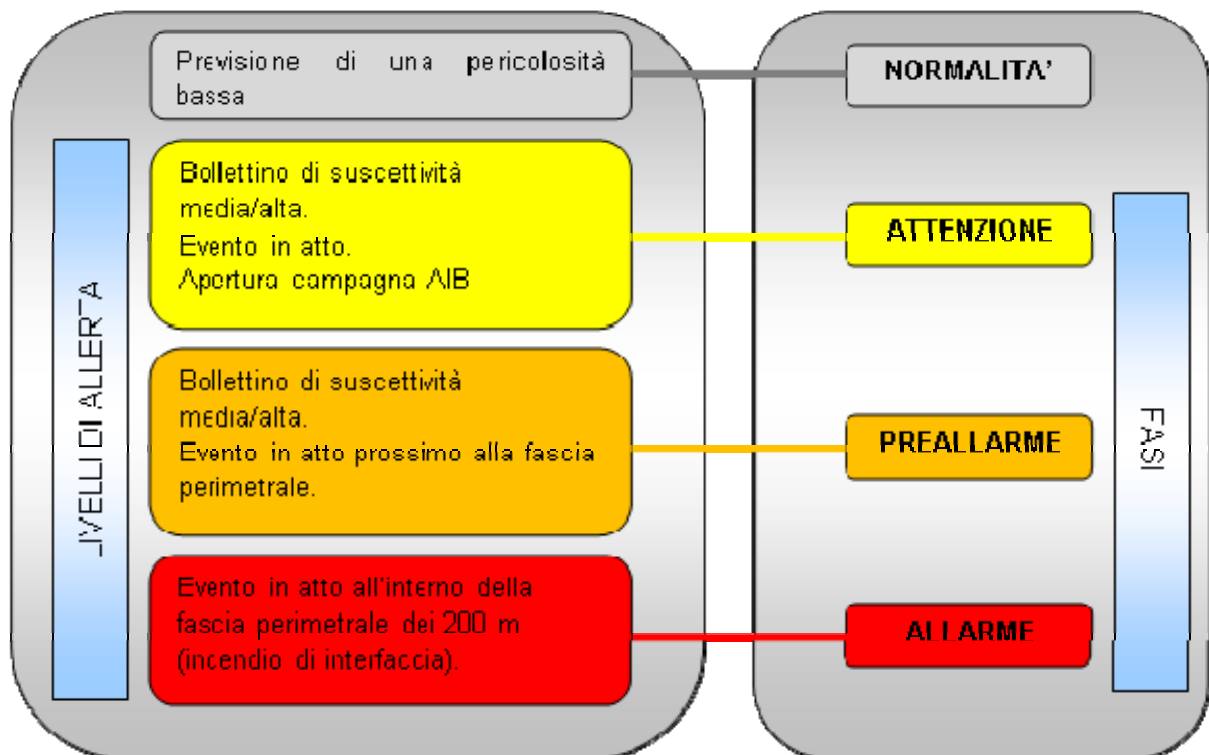 Previsione di una pericolosità
bassa
NORMALITA'
LIVELLI DI ALLERTA
Bollettino di suscettività
media/alta.
Evento in atto.
Apertura campagna AIB
ATTENZIONE
Bollettino di suscettività
media/alta.
Evento in atto prossimo alla fascia
perimetrale.
PREALLARME
FASI
Evento in atto all'interno della
fascia perimetrale dei 200 m
(incendio di interfaccia).
ALLARME